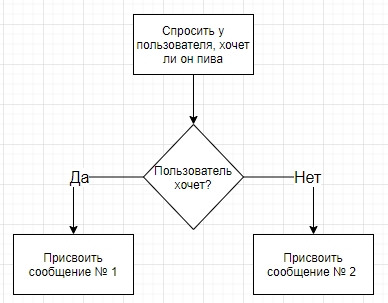 Спросить у
пользователя, хочет
ли он пива
Пользователь
хочет?
Да
Нет
Присвоить
сообщение № 1
Присвоить
сообщение № 2